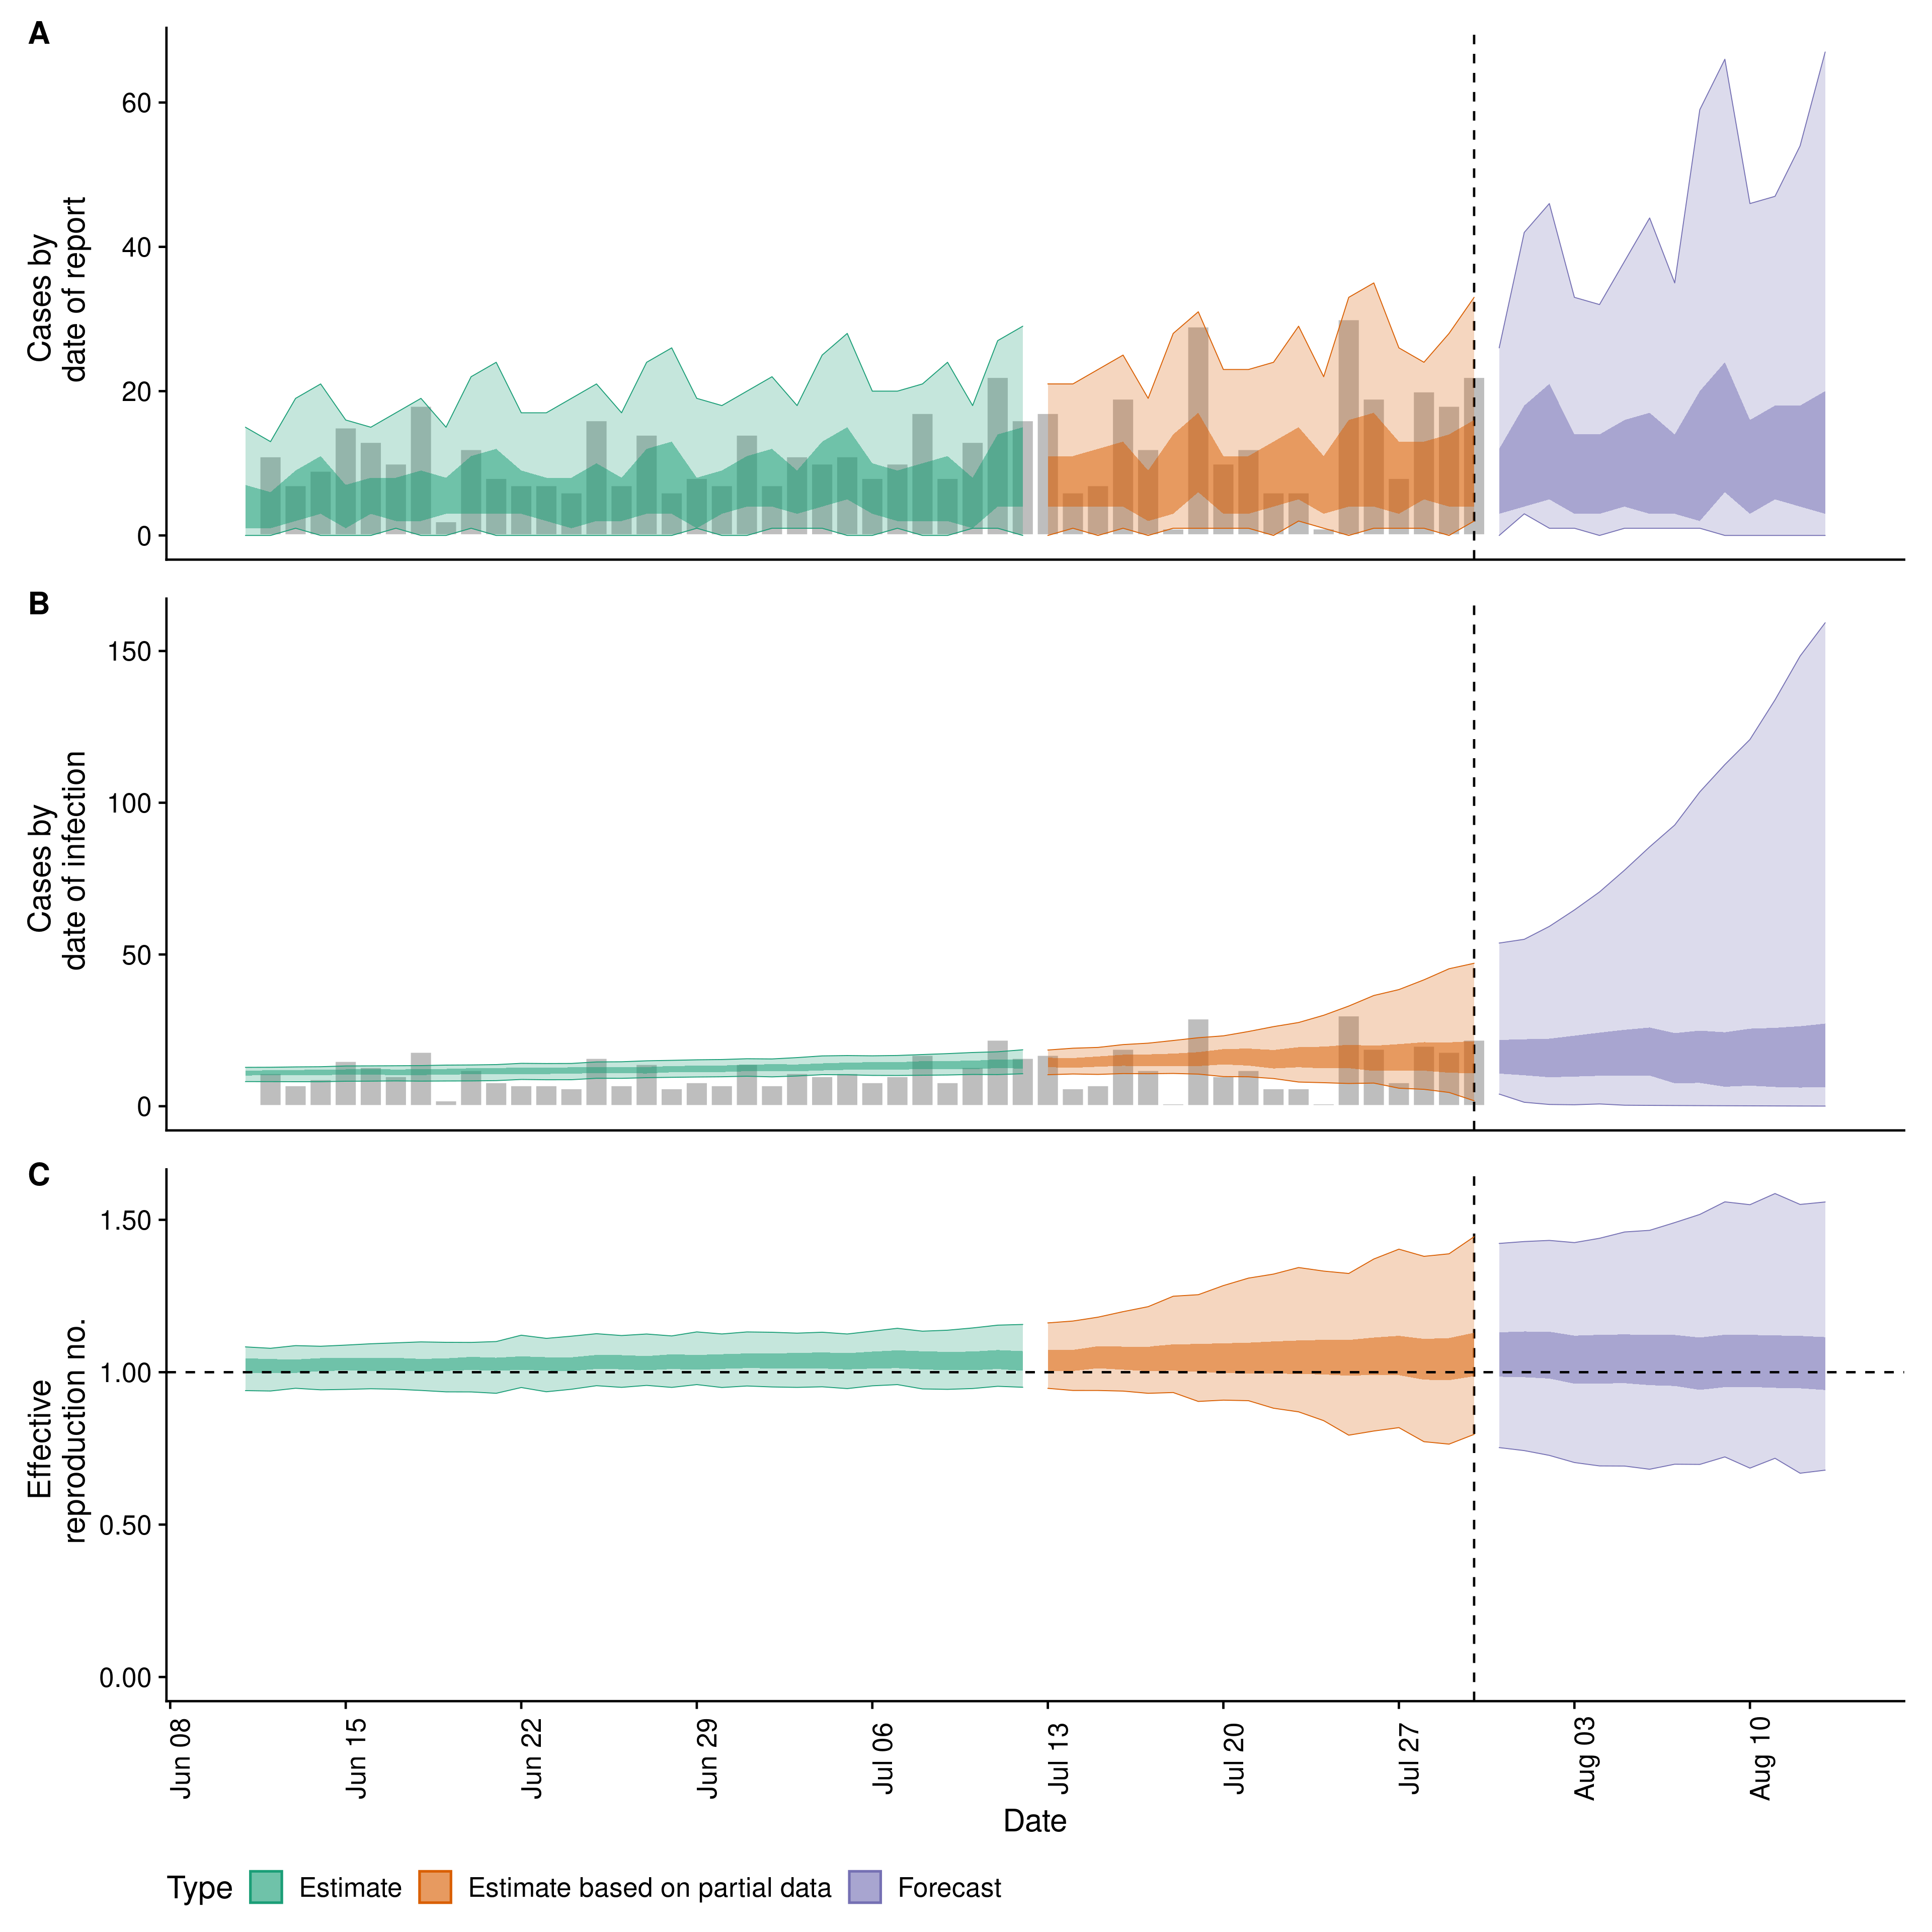 A
60
40
20
0
Cases by
date of report
B
150
100
50
0
Cases by
date of infection
C
1.50
1.00
0.50
0.00
Effective
reproduction no.
Jun 08
Jun 15
Jun 22
Jun 29
Jul 06
Jul 13
Jul 20
Jul 27
Aug 03
Aug 10
Date
Type Estimate Estimate based on partial data Forecast